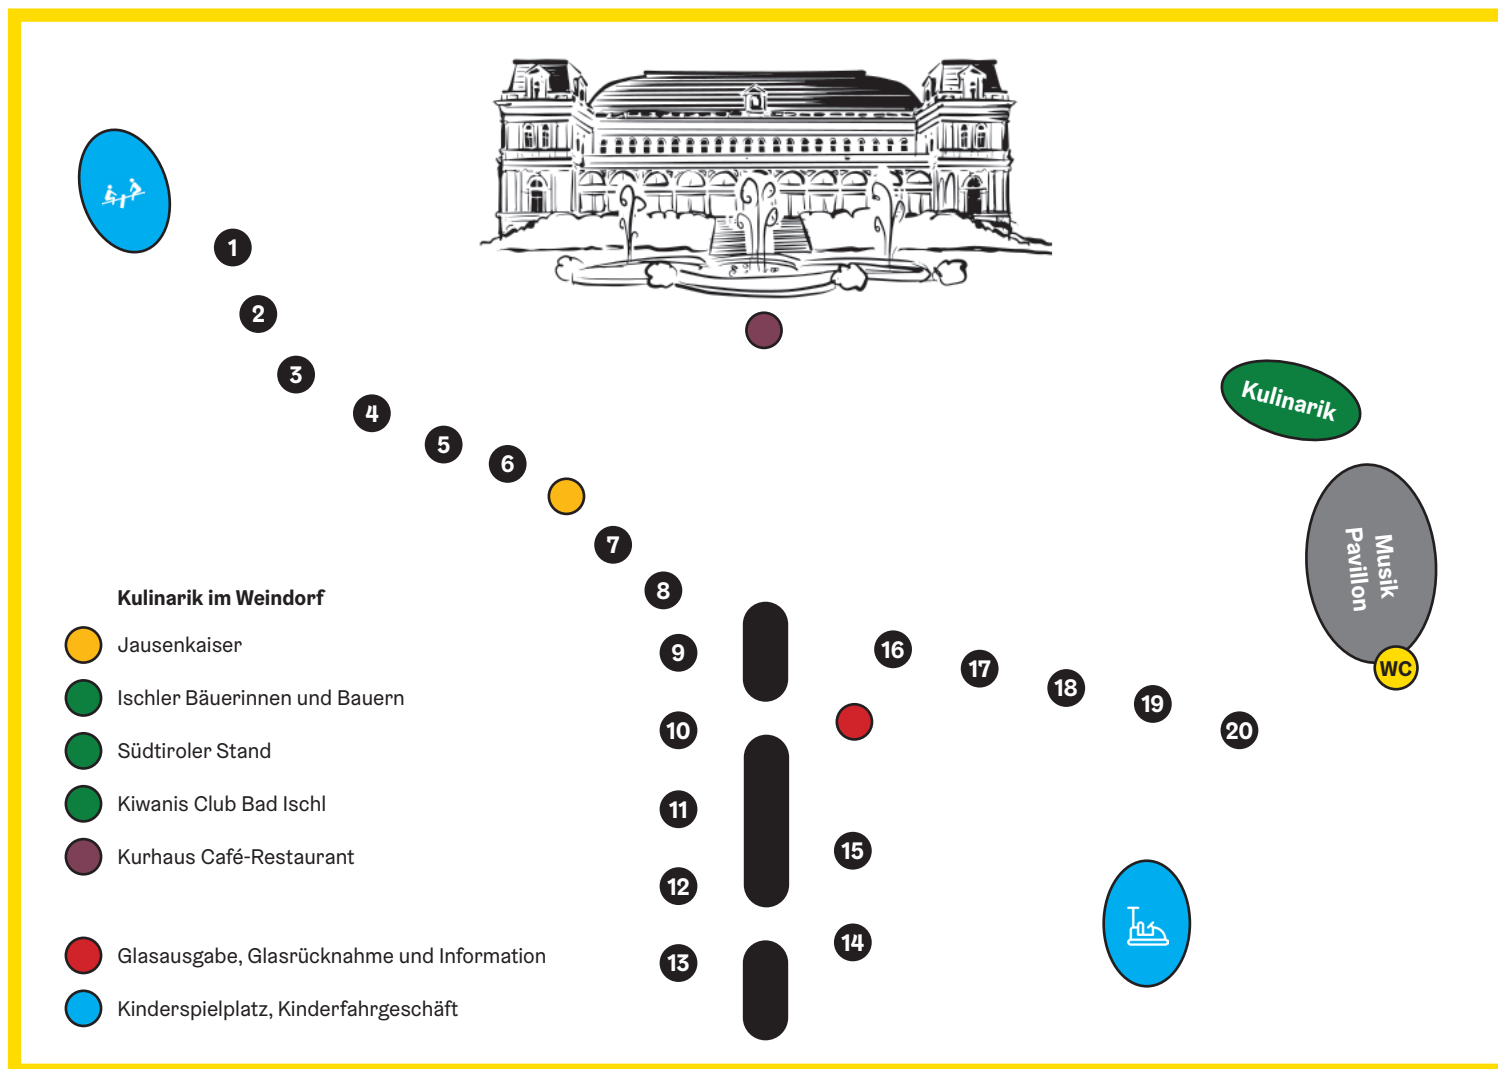 1
2
3
4
5
6
7
8
9
10
11
12
13
14
15
16
17
18
19
20
Kulinarik
Musik
Pavillon
WC
Kulinarik im Weindorf
Jausenkaiser
Ischler Bäuerinnen und Bauern
Südtiroler Stand
Kiwanis Club Bad Ischl
Kurhaus Café-Restaurant
Glasausgabe, Glasrücknahme und Information
Kinderspielplatz, Kinderfahrgeschäft